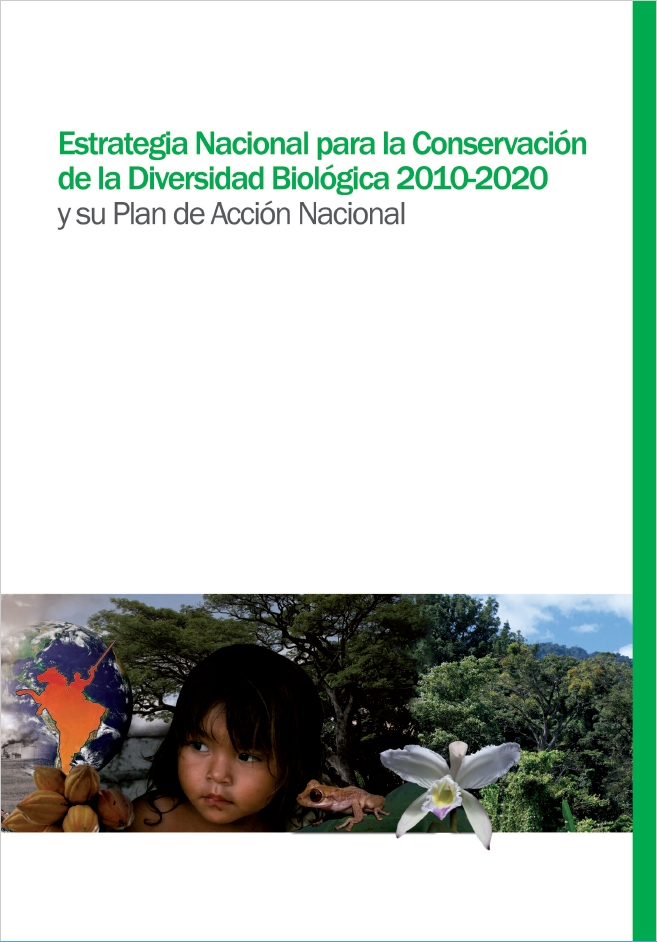 Estrategia Nacional para la Conservación
de la Diversidad Biológica 2010-2020
y su Plan de Acción Nacional